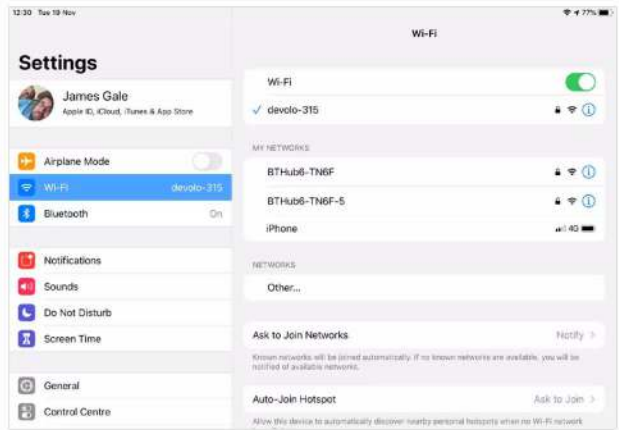 12:30 Tue 19 Nov
77%
Settings
James Gale
Apple ID, iCloud, iTunes & App Store
Airplane Mode
Wi-Fi devolo-315
Bluetooth On
Notifications
Sounds
Do Not Disturb
Screen Time
General
Control Centre
Wi-Fi
Wi-Fi
devolo-315
MY NETWORKS
BTHub6-TN6F
BTHub6-TN6F-5
iPhone 4G
NETWORKS
Other...
Ask to Join Networks Notify
Known networks will be joined automatically. If no known networks are available, you will be
notified of available networks.
Auto-Join Hotspot Ask to Join
Allow this device to automatically discover nearby personal hotspots when no Wi-Fi network